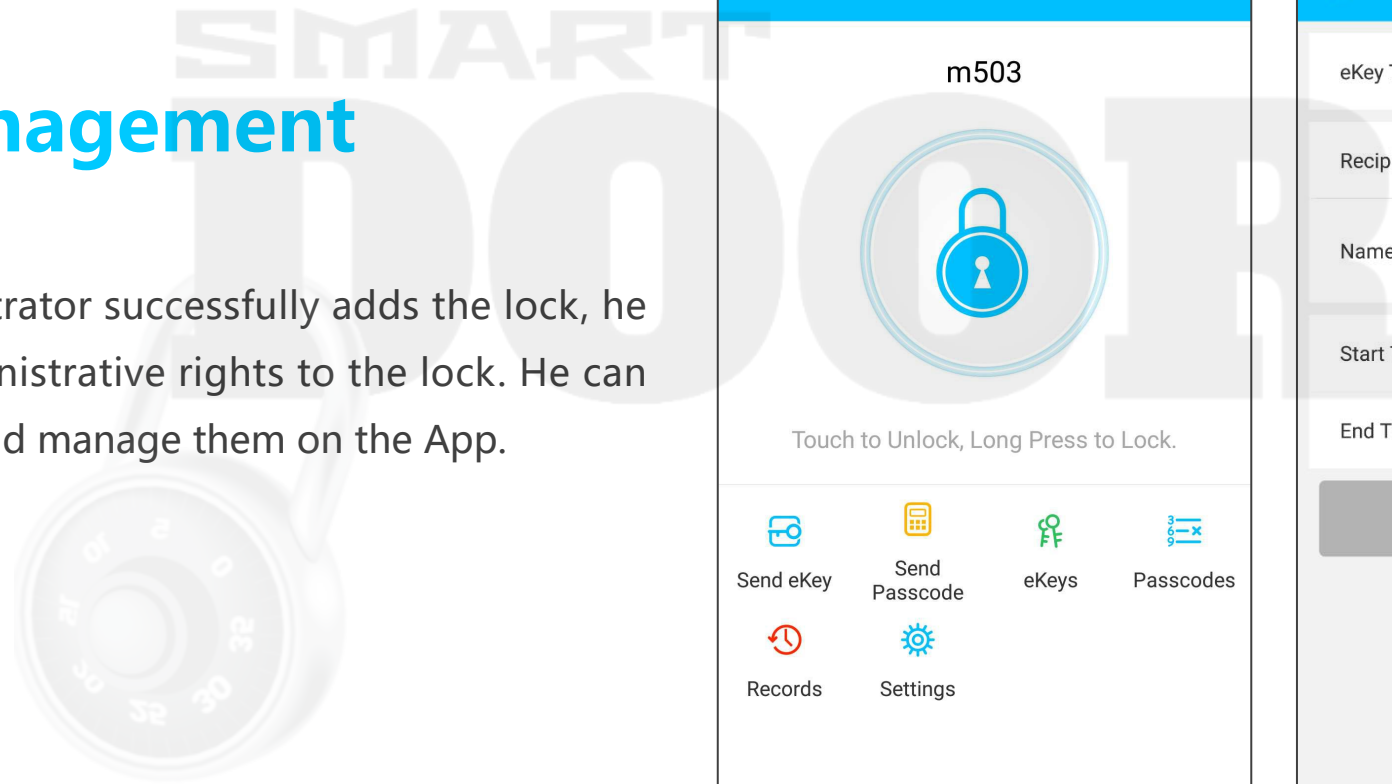 SMART
DOOR
nagement
trator successfully adds the lock, he
nistrative rights to the lock. He can
d manage them on the App.
m503
Touch to Unlock, Long Press to Lock.
Send eKey
Send
Passcode
eKeys
Passcodes
Records
Settings
eKey T
Recip
Name
Start T
End T